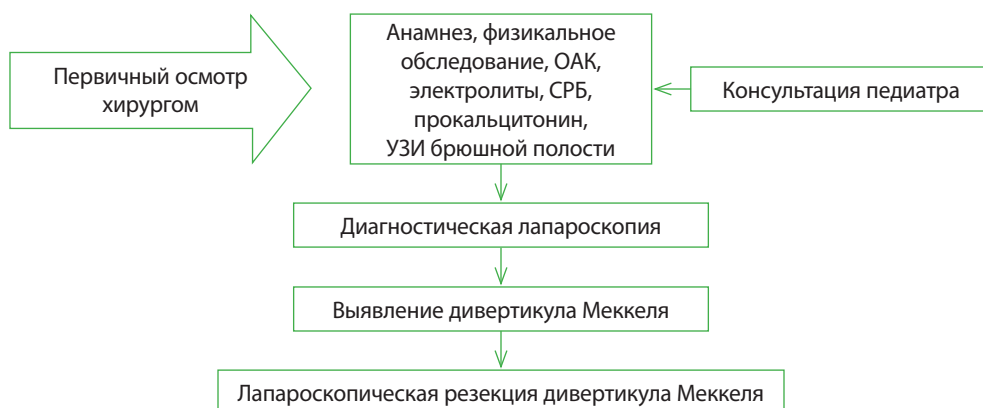 Первичный осмотр
хирургом
Анамнез, физикальное
обследование, ОАК,
электролиты, СРБ,
прокальцитонин,
УЗИ брюшной полости
Консультация педиатра
Диагностическая лапароскопия
Выявление дивертикула Меккеля
Лапароскопическая резекция дивертикула Меккеля